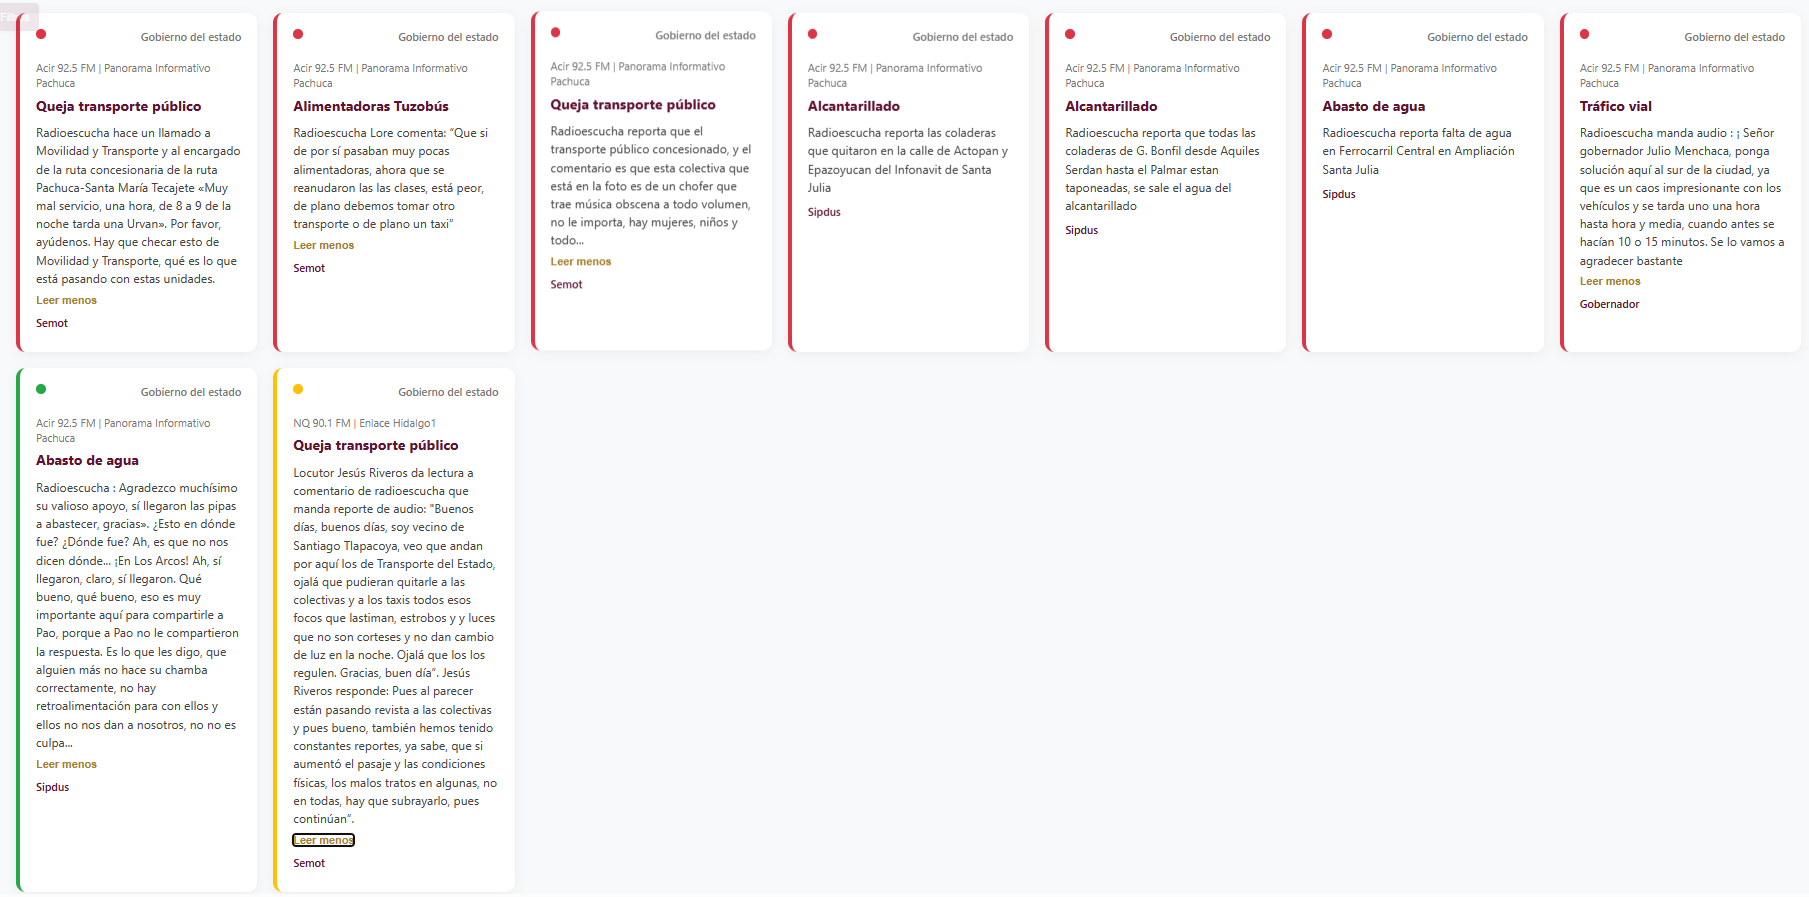 Gobierno del estado
Acir 92.5 FM | Panorama Informativo
Pachuca
Queja transporte público
Radioescucha hace un llamado a
Movilidad y Transporte y al encargado
de la ruta concesionaria de la ruta
Pachuca-Santa María Tecajete «Muy
mal servicio, una hora, de 8 a 9 de la
noche tarda una Urvan». Por favor,
ayúdenos. Hay que checar esto de
Movilidad y Transporte, qué es lo que
está pasando con estas unidades.
Leer menos
Semot
Gobierno del estado
Acir 92.5 FM | Panorama Informativo
Pachuca
Alimentadoras Tuzobús
Radioescucha Lore comenta: “Que si
de por sí pasaban muy pocas
alimentadoras, ahora que se
reanudaron las las clases, está peor,
de plano debemos tomar otro
transporte o de plano un taxi”
Leer menos
Semot
Gobierno del estado
Acir 92.5 FM | Panorama Informativo
Pachuca
Queja transporte público
Radioescucha reporta que el
transporte público concesionado, y el
comentario es que esta colectiva que
está en la foto es de un chofer que
trae música obscena a todo volumen,
no le importa, hay mujeres, niños y
todo...
Leer menos
Semot
Gobierno del estado
Acir 92.5 FM | Panorama Informativo
Pachuca
Alcantarillado
Radioescucha reporta las coladeras
que quitaron en la calle de Actopan y
Epazoyucan del Infonavit de Santa
Julia
Sipdus
Gobierno del estado
Acir 92.5 FM | Panorama Informativo
Pachuca
Alcantarillado
Radioescucha reporta que todas las
coladeras de G. Bonfil desde Aquiles
Serdan hasta el Palmar estan
taponeadas, se sale el agua del
alcantarillado
Sipdus
Gobierno del estado
Acir 92.5 FM | Panorama Informativo
Pachuca
Abasto de agua
Radioescucha reporta falta de agua
en Ferrocarril Central en Ampliación
Santa Julia
Sipdus
Gobierno del estado
Acir 92.5 FM | Panorama Informativo
Pachuca
Tráfico vial
Radioescucha manda audio : ¡ Señor
gobernador Julio Menchaca, ponga
solución aquí al sur de la ciudad, ya
que es un caos impresionante con los
vehículos y se tarda uno una hora
hasta hora y media, cuando antes se
hacían 10 o 15 minutos. Se lo vamos a
agradecer bastante
Leer menos
Gobernador
Gobierno del estado
Acir 92.5 FM | Panorama Informativo
Pachuca
Abasto de agua
Radioescucha : Agradezco muchísimo
su valioso apoyo, sí llegaron las pipas
a abastecer, gracias». ¿Esto en dónde
fue? ¿Dónde fue? Ah, es que no nos
dicen dónde... ¡En Los Arcos! Ah, sí
llegaron, claro, sí llegaron. Qué
bueno, qué bueno, eso es muy
importante aquí para compartirle a
Pao, porque a Pao no le compartieron
la respuesta. Es lo que les digo, que
alguien más no hace su chamba
correctamente, no hay
retroalimentación para con ellos y
ellos no nos dan a nosotros, no no es
culpa...
Leer menos
Sipdus
Gobierno del estado
NQ 90.1 FM | Enlace Hidalgo1
Queja transporte público
Locutor Jesús Riveros da lectura a
comentario de radioescucha que
manda reporte de audio: "Buenos
días, buenos días, soy vecino de
Santiago Tlapacoya, veo que andan
por aquí los de Transporte del Estado,
ojalá que pudieran quitarle a las
colectivas y a los taxis todos esos
focos que lastiman, estrobos y y luces
que no son corteses y no dan cambio
de luz en la noche. Ojalá que los los
regulen. Gracias, buen día”. Jesús
Riveros responde: Pues al parecer
están pasando revista a las colectivas
y pues bueno, también hemos tenido
constantes reportes, ya sabe, que si
aumentó el pasaje y las condiciones
físicas, los malos tratos en algunas, no
en todas, hay que subrayarlo, pues
continúan”.
Leer menos
Semot